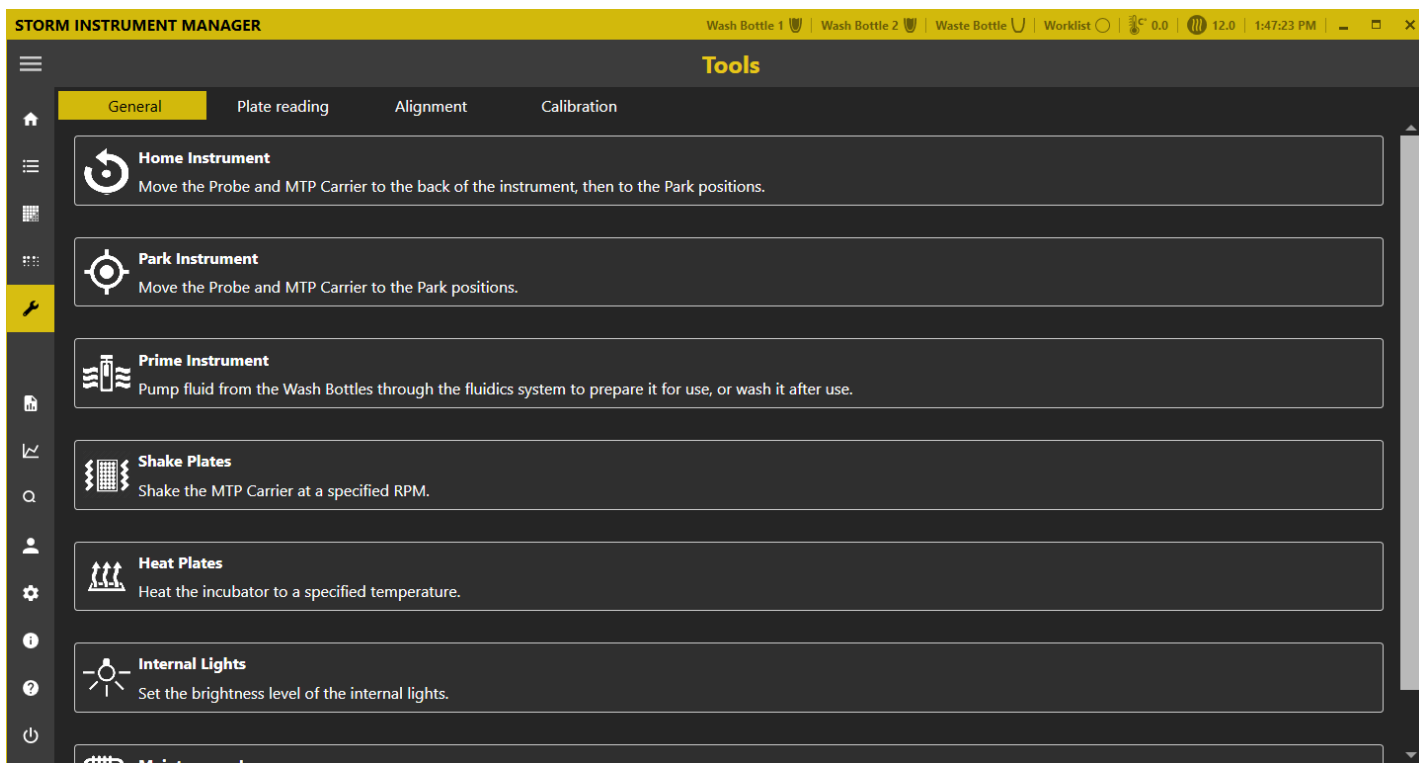 STORM INSTRUMENT MANAGER
Wash Bottle 1 | Wash Bottle 2 | Waste Bottle | Worklist | C° 0.0 | 12.0 | 1:47:23 PM
Tools
General Plate reading Alignment Calibration
Home Instrument
Move the Probe and MTP Carrier to the back of the instrument, then to the Park positions.
Park Instrument
Move the Probe and MTP Carrier to the Park positions.
Prime Instrument
Pump fluid from the Wash Bottles through the fluidics system to prepare it for use, or wash it after use.
Shake Plates
Shake the MTP Carrier at a specified RPM.
Heat Plates
Heat the incubator to a specified temperature.
Internal Lights
Set the brightness level of the internal lights.